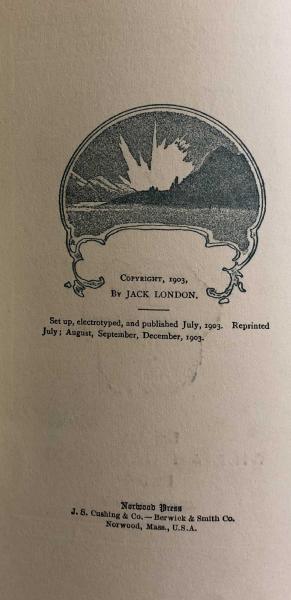 COPYRIGHT, 1903,
BY JACK LONDON.
Set up, electrotyped, and published July, 1903. Reprinted
July; August, September, December, 1903.
Norwood Press
J. S. Cushing & Co. — Berwick & Smith Co.
Norwood, Mass., U.S.A.